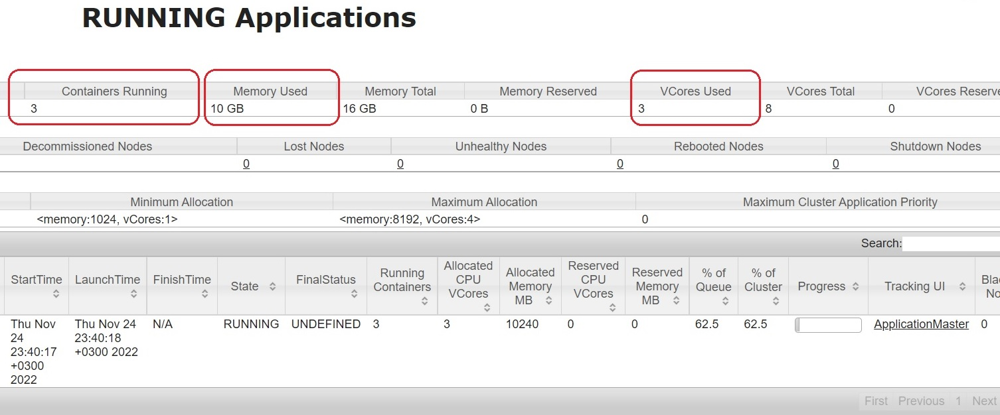 RUNNING Applications
Containers Running Memory Used Memory Total Memory Reserved VCores Used VCores Total VCores Reserve
3 10 GB 16 GB 0 B 3 8 0
Decommissioned Nodes Lost Nodes Unhealthy Nodes Rebooted Nodes Shutdown Nodes
0 0 0 0
Minimum Allocation Maximum Allocation Maximum Cluster Application Priority
<memory:1024, vCores:1> <memory:8192, vCores:4> 0
Search:
StartTime LaunchTime FinishTime State FinalStatus Running Containers Allocated CPU VCores Allocated Memory MB Reserved CPU VCores Reserved Memory MB % of Queue % of Cluster Progress Tracking UI Blac No
Thu Nov 24 23:40:17 +0300 2022 Thu Nov 24 23:40:18 +0300 2022 N/A RUNNING UNDEFINED 3 3 10240 0 0 62.5 62.5 ApplicationMaster 0
First Previous 1 Next